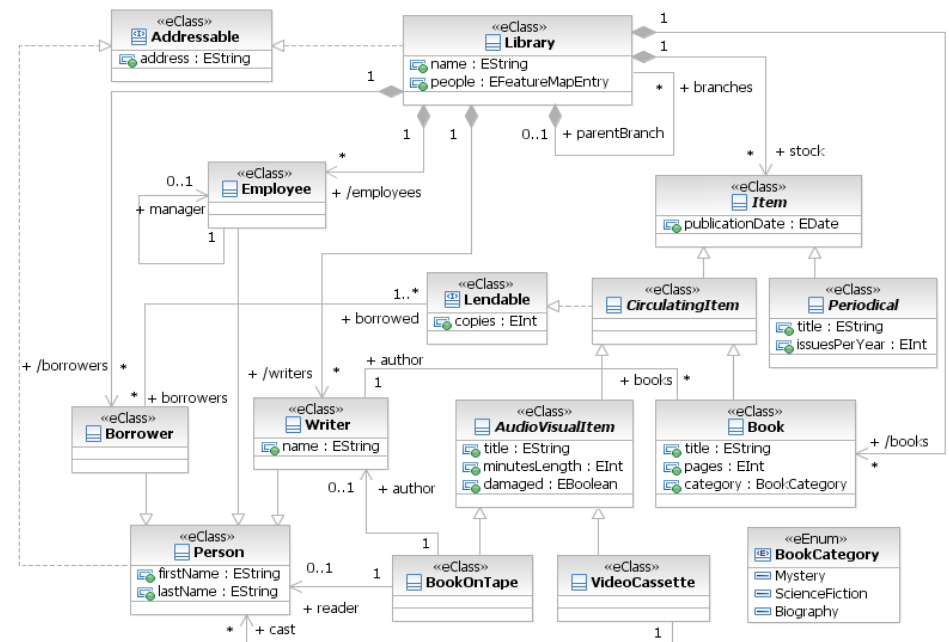 «eClass»
Addressable
address : EString
«eClass»
Library
name : EString
people : EFeatureMapEntry
1
1
* + branches
1
1
1
0..1 + parentBranch
*
+ /employees
* + stock
«eClass»
Employee
0..1
+ manager
1
«eClass»
Item
publicationDate : EDate
«eClass»
Lendable
copies : EInt
1..*
+ borrowed
«eClass»
CirculatingItem
«eClass»
Periodical
title : EString
issuesPerYear : EInt
+ /borrowers *
* + borrowers
+ /writers *
+ author
1
+ books *
«eClass»
Borrower
«eClass»
Writer
name : EString
«eClass»
AudioVisualItem
title : EString
minutesLength : EInt
damaged : EBoolean
«eClass»
Book
title : EString
pages : EInt
category : BookCategory
+ /books
*
0..1 + author
1
«eClass»
Person
firstName : EString
lastName : EString
0..1 1
+ reader
* + cast
«eClass»
BookOnTape
«eClass»
VideoCassette
1
«eEnum»
BookCategory
Mystery
ScienceFiction
Biography